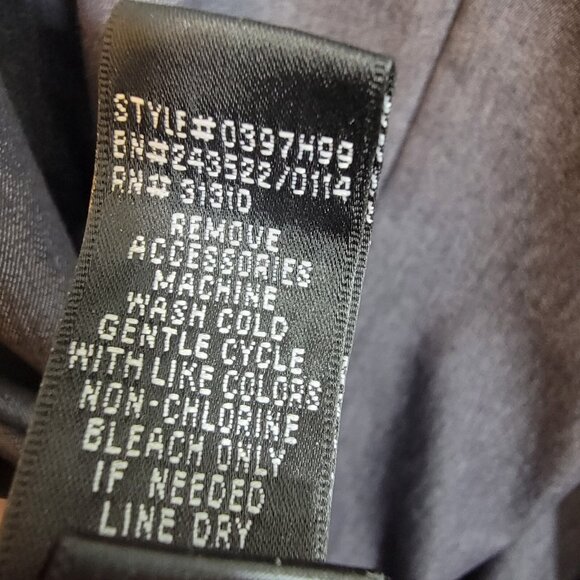 STYLE# 0397H99
BN# 243522/0114
RN# 31310
REMOVE
ACCESSORIES
MACHINE
WASH COLD
GENTLE CYCLE
WITH LIKE COLORS
NON-CHLORINE
BLEACH ONLY
IF NEEDED
LINE DRY